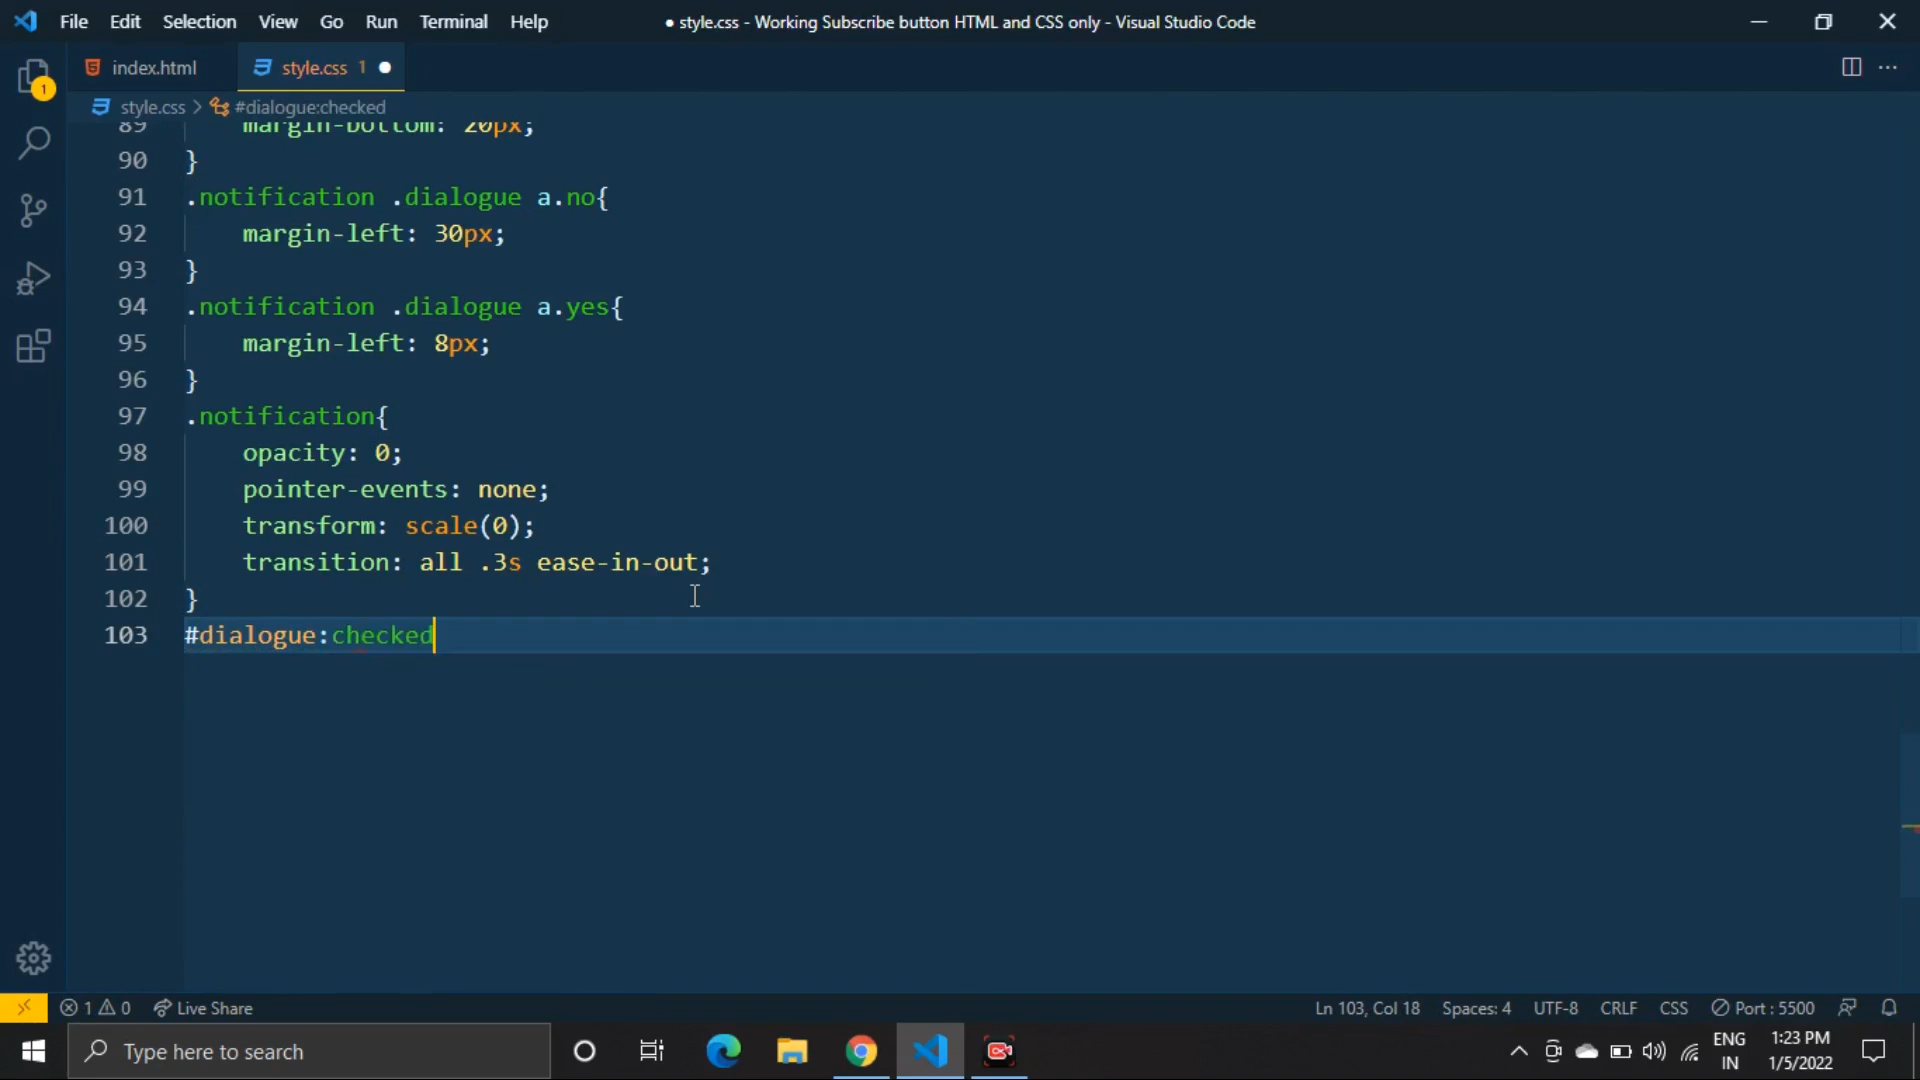 File Edit Selection View Go Run Terminal Help ● style.css - Working Subscribe button HTML and CSS only - Visual Studio Code
index.html style.css 1
style.css > #dialogue:checked
1
89 margin-bottom: 20px;
90 }
91 .notification .dialogue a.no{
92 margin-left: 30px;
93 }
94 .notification .dialogue a.yes{
95 margin-left: 8px;
96 }
97 .notification{
98 opacity: 0;
99 pointer-events: none;
100 transform: scale(0);
101 transition: all .3s ease-in-out;
102 }
103 #dialogue:checked
1 0 Live Share Ln 103, Col 18 Spaces: 4 UTF-8 CRLF CSS Port : 5500
Type here to search
ENG
IN
1:23 PM
1/5/2022